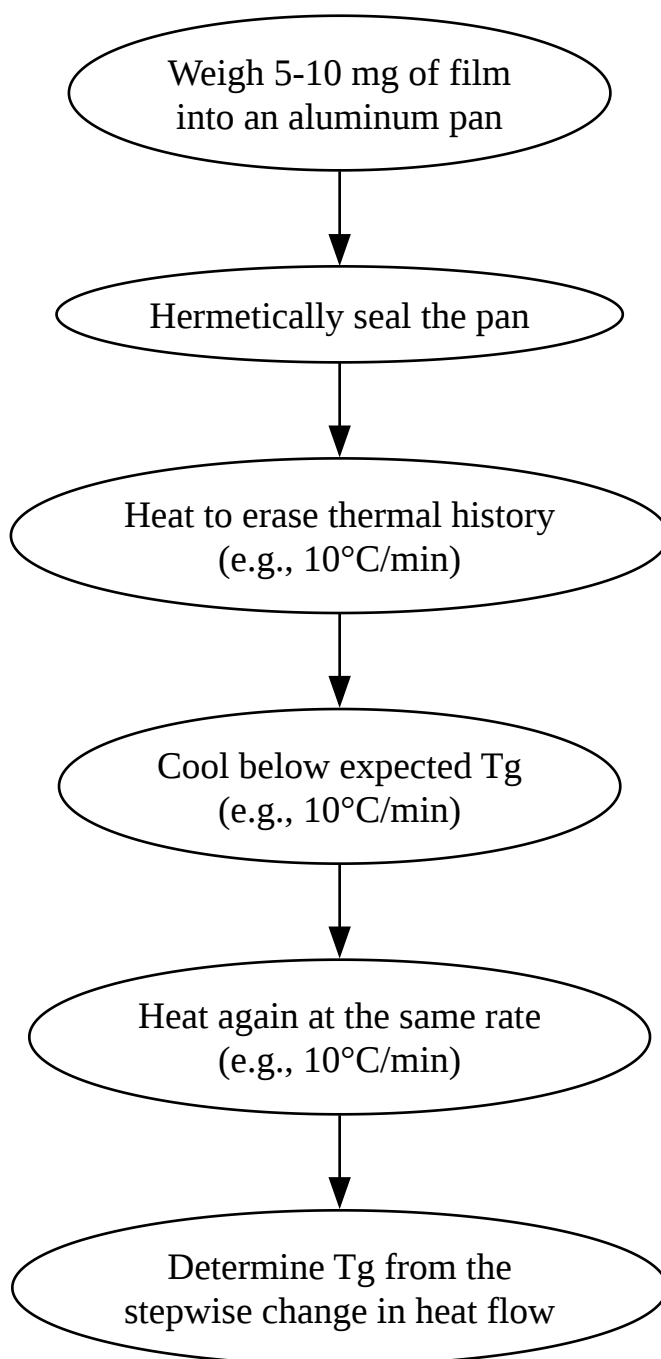 Weigh 5-10 mg of film
into an aluminum pan
Hermetically seal the pan
Heat to erase thermal history
(e.g., 10°C/min)
Cool below expected Tg
(e.g., 10°C/min)
Heat again at the same rate
(e.g., 10°C/min)
Determine Tg from the
stepwise change in heat flow